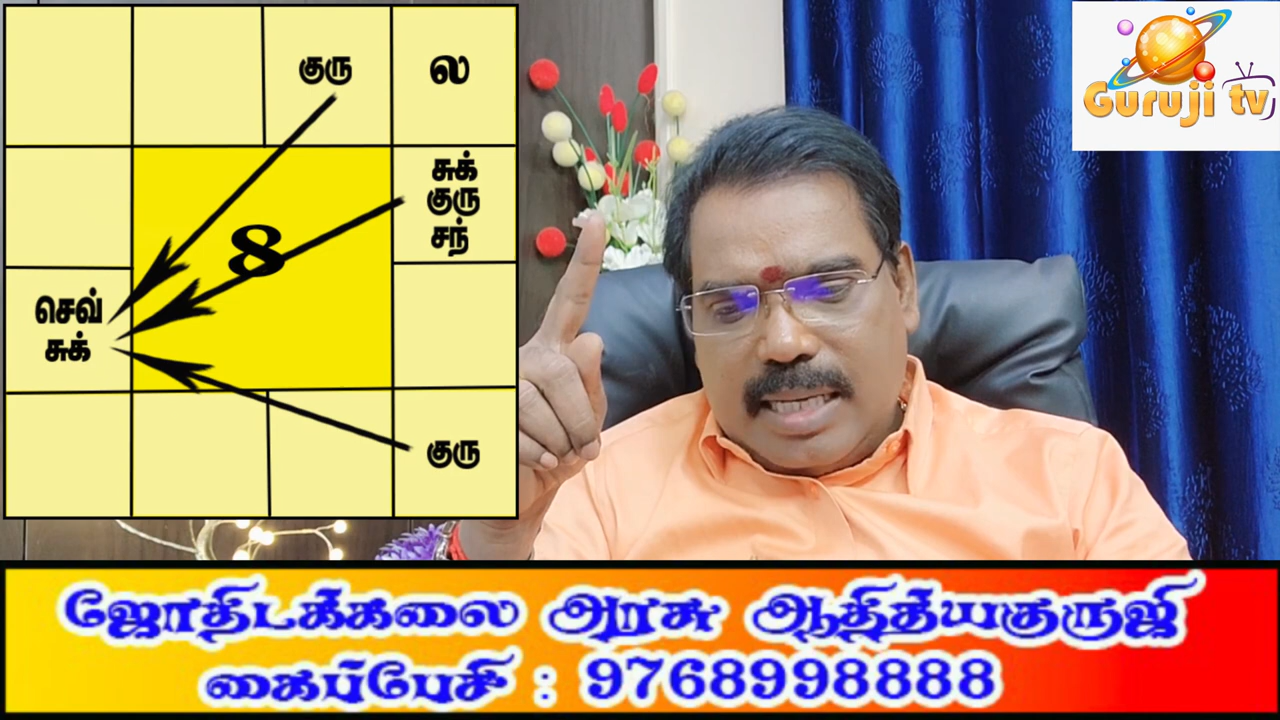 குரு
ல
சுக்
குரு
சந்
8
செவ்
சுக்
குரு
Guruji tv
ஜோதிடக்கலை அரசு ஆதித்யகுருஜி
கைப்பேசி : 9768998888